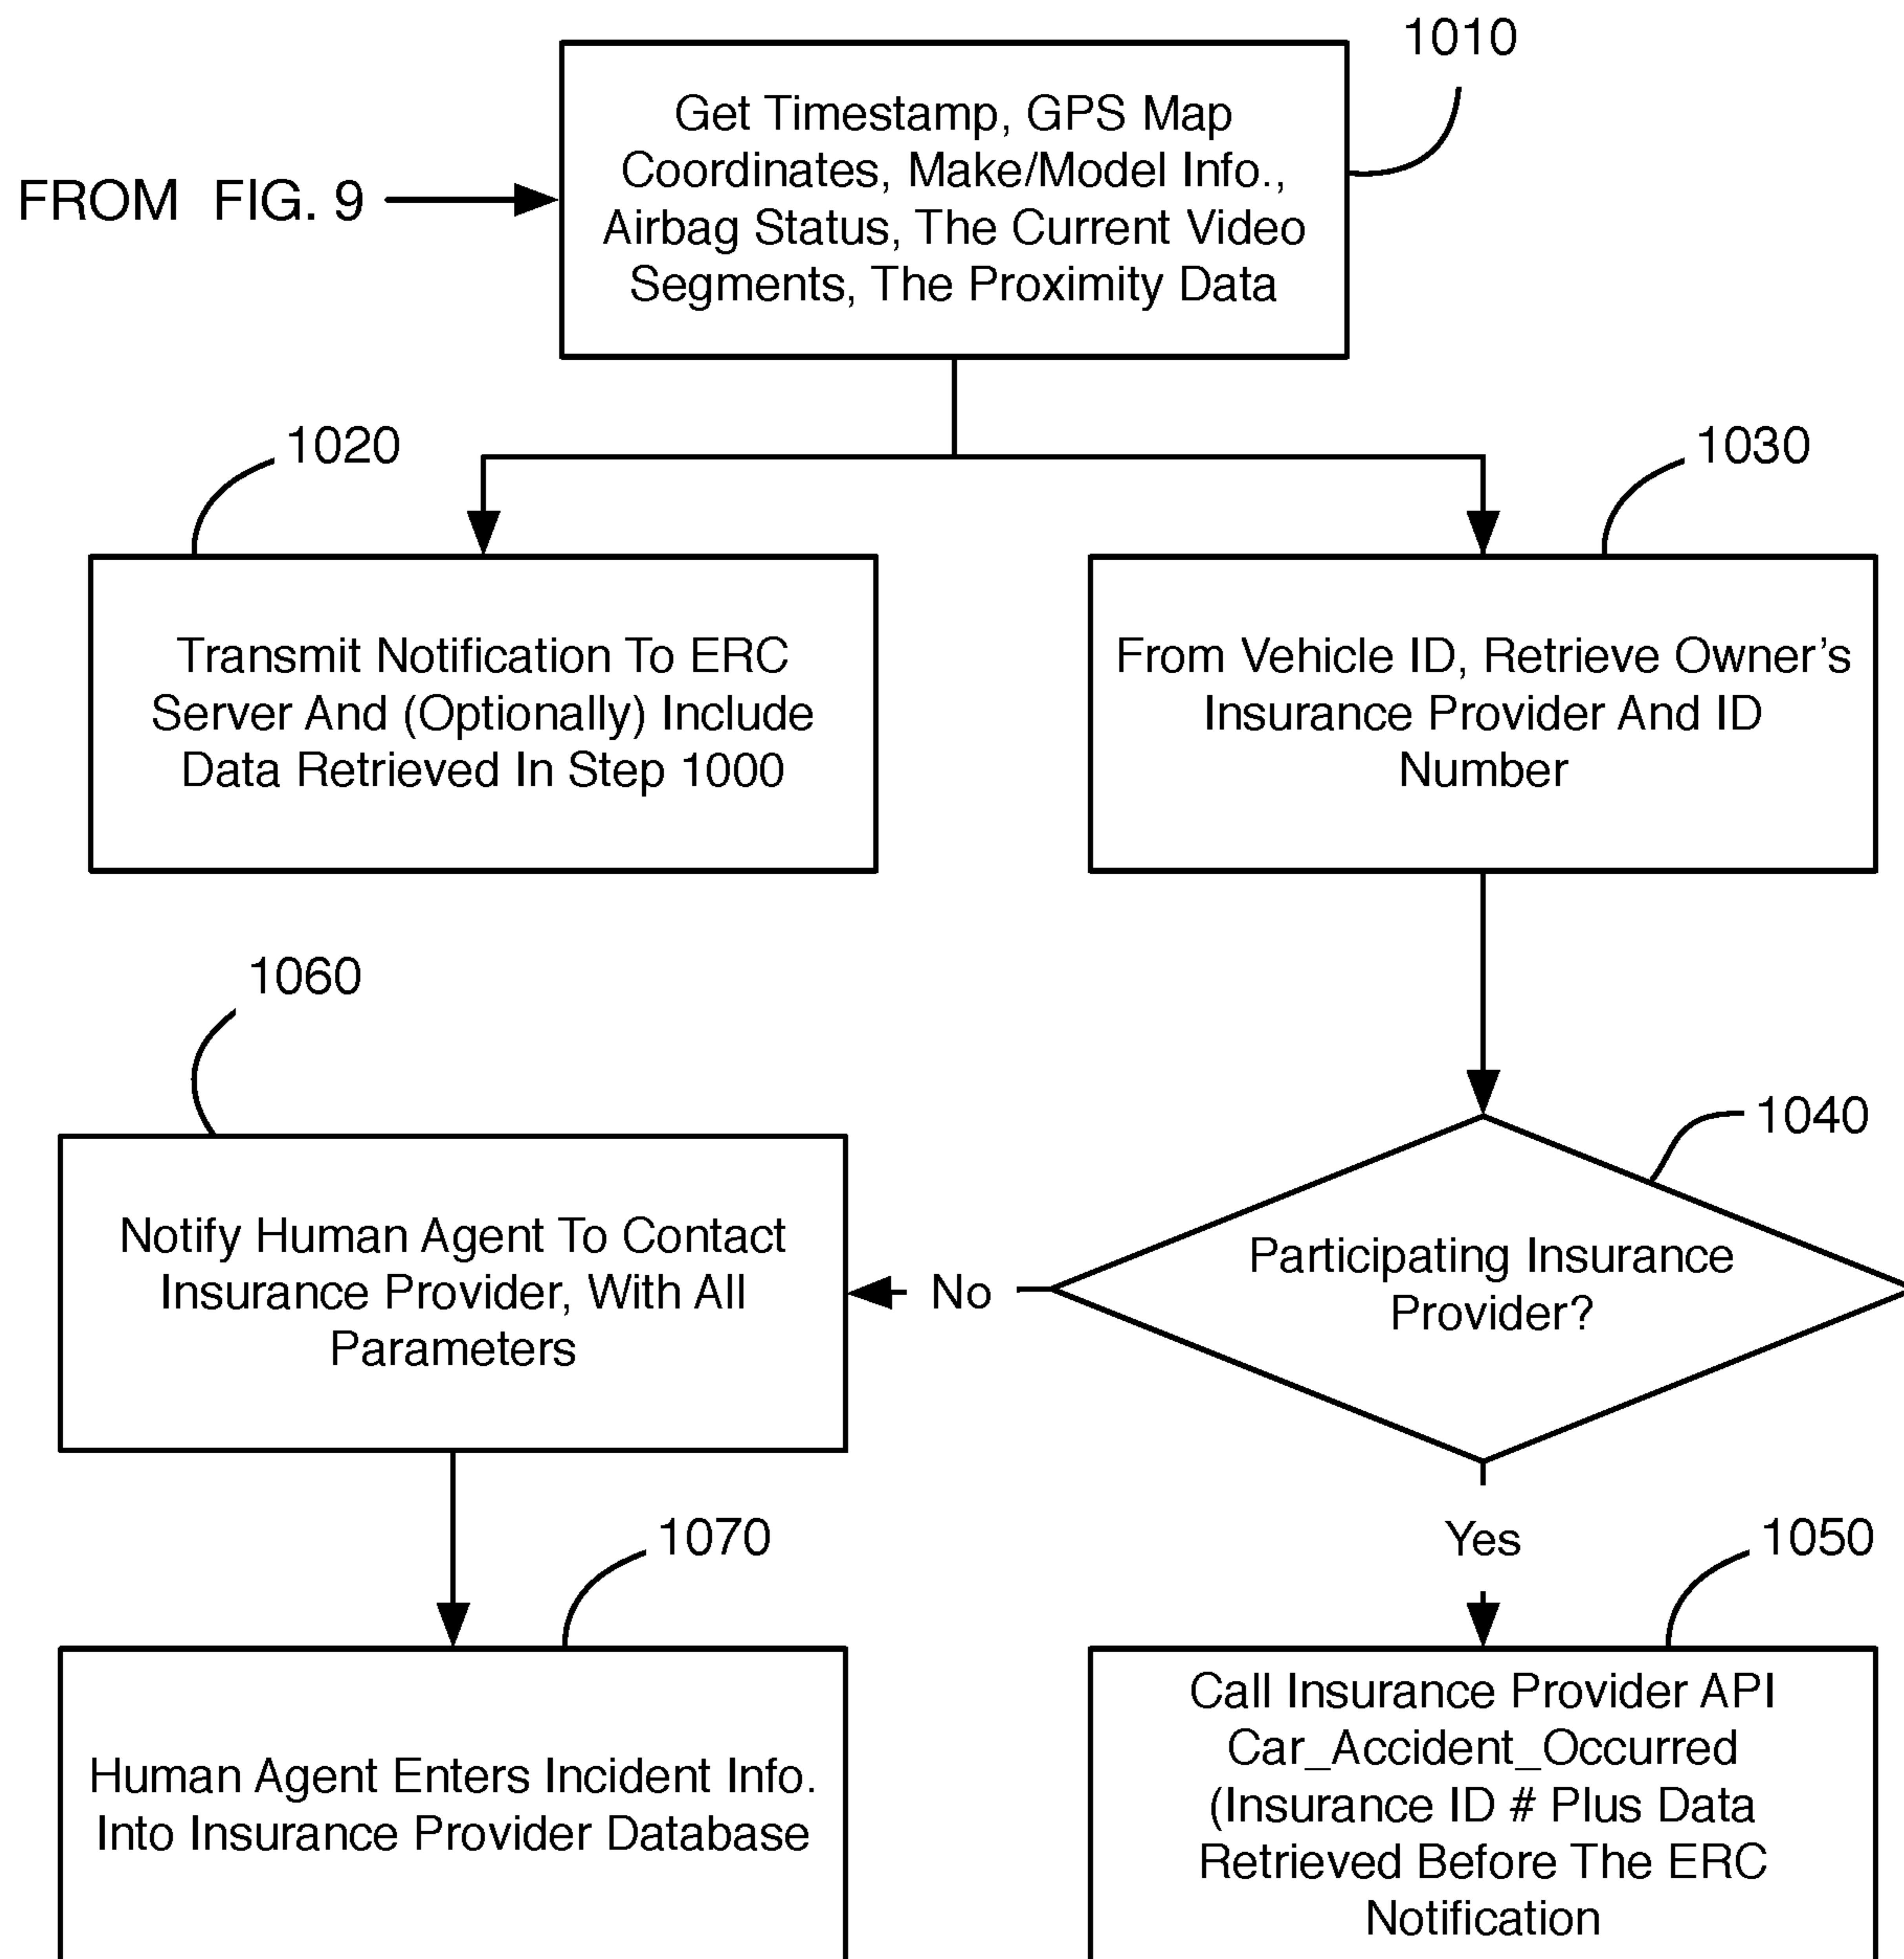 1010
Get Timestamp, GPS Map
Coordinates, Make/Model Info.,
Airbag Status, The Current Video
Segments, The Proximity Data
FROM FIG. 9
1020
1030
Transmit Notification To ERC
Server And (Optionally) Include
Data Retrieved In Step 1000
From Vehicle ID, Retrieve Owner's
Insurance Provider And ID
Number
1060
1040
Notify Human Agent To Contact
Insurance Provider, With All
Parameters
No
Participating Insurance
Provider?
Yes
1070
1050
Human Agent Enters Incident Info.
Into Insurance Provider Database
Call Insurance Provider API
Car_Accident_Occurred
(Insurance ID # Plus Data
Retrieved Before The ERC
Notification